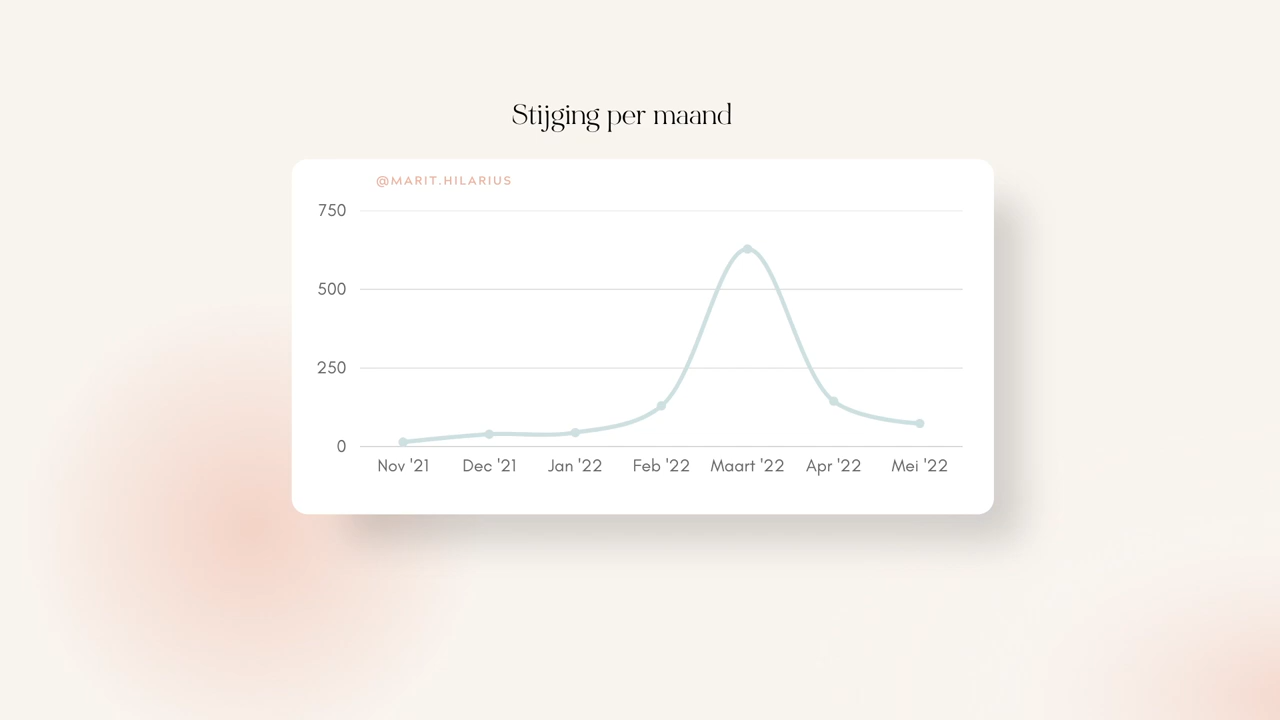 Stijging per maand
@MARIT.HILARIUS
750
500
250
0
Nov '21 Dec '21 Jan '22 Feb '22 Maart '22 Apr '22 Mei '22